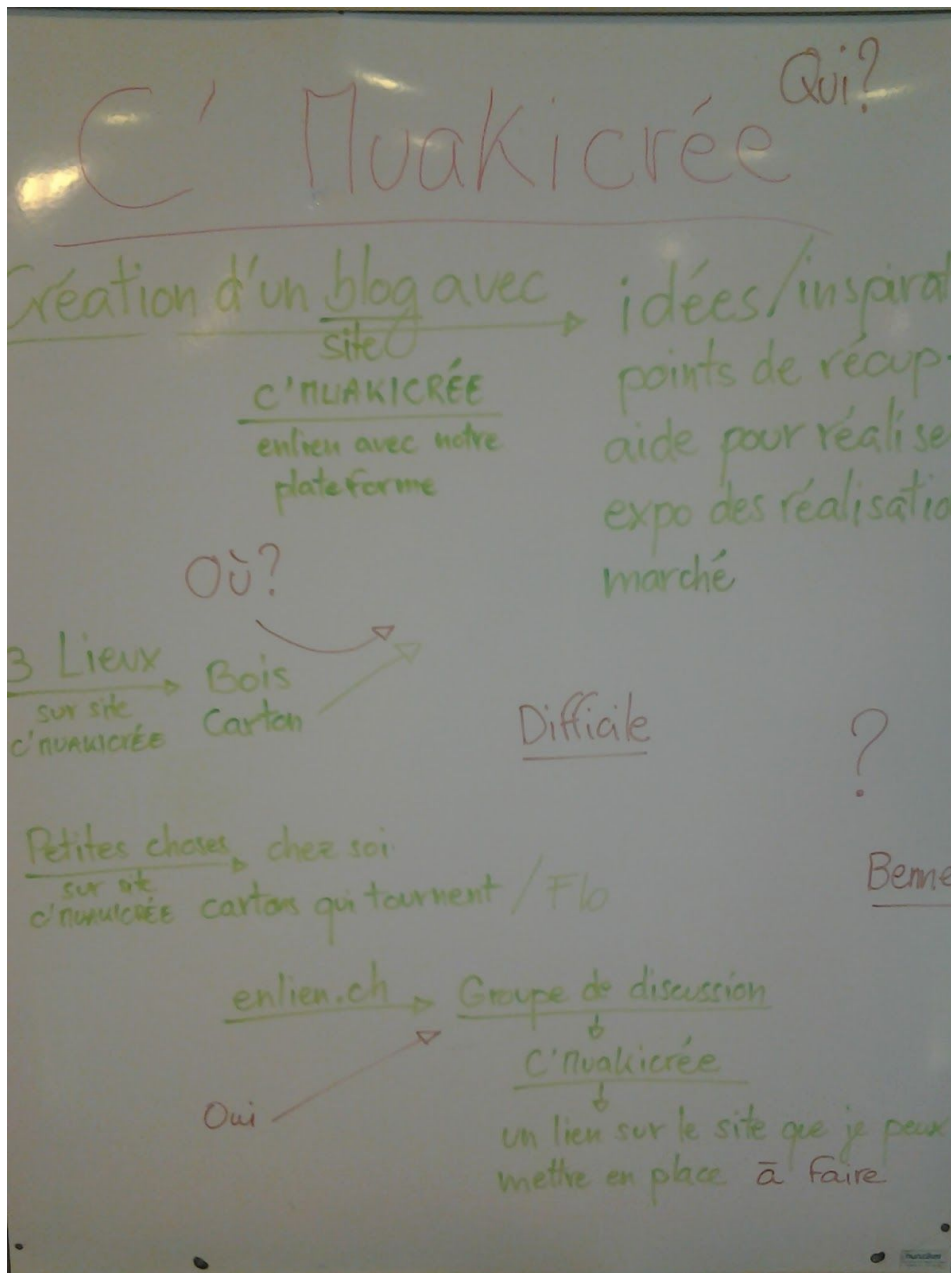 Qui?
C' Muakicrée
Création d'un blog avec
site
C'MUAKICRÉE
enlien avec notre
plateforme
idées/inspirat
points de récup.
aide pour réalise
expo des réalisatio
marché
Où?
3 Lieux
sur site
C'MUAKICRÉE
Bois
Carton
Difficile
?
Petites choses
sur site
C'MUAKICRÉE
chez soi
cartons qui tournent / Flo
Benne
enlien.ch
Groupe de discussion
C'Muakicrée
Oui
un lien sur le site que je peux
mettre en place à faire